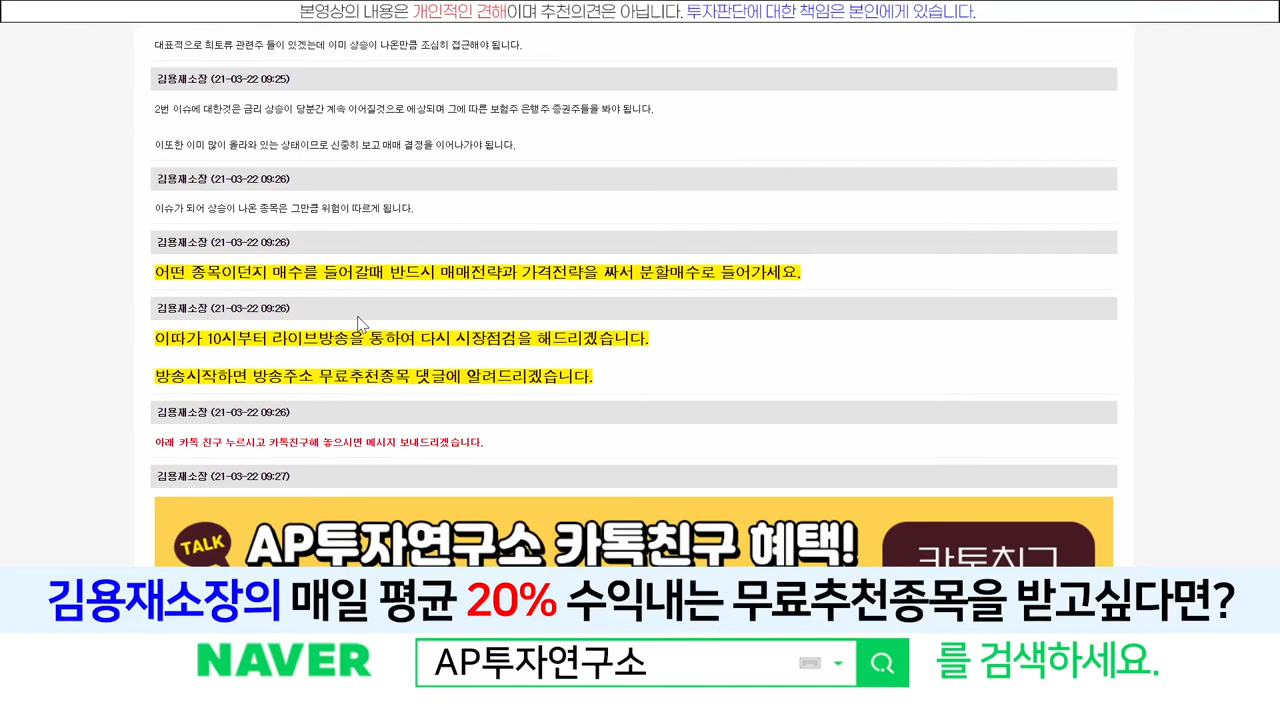 본영상의 내용은 개인적인 견해이며 추천의견은 아닙니다. 투자판단에 대한 책임은 본인에게 있습니다.
대표적으로 희토류 관련주 들이 있겠는데 이미 상승이 나온만큼 조심히 접근해야 됩니다.
김용재소장 (21-03-22 09:25)
2번 이슈에 대한것은 금리 상승이 당분간 계속 이어질것으로 예상되며 그에 따른 보험주 은행주 증권주들을 봐야 됩니다.
이또한 이미 많이 올라와 있는 상태이므로 신중히 보고 매매 결정을 이어나가야 됩니다.
김용재소장 (21-03-22 09:26)
이슈가 되어 상승이 나온 종목은 그만큼 위험이 따르게 됩니다.
김용재소장 (21-03-22 09:26)
어떤 종목이던지 매수를 들어갈때 반드시 매매전략과 가격전략을 짜서 분할매수로 들어가세요.
김용재소장 (21-03-22 09:26)
이따가 10시부터 라이브방송을 통하여 다시 시장점검을 해드리겠습니다.
방송시작하면 방송주소 무료추천종목 댓글에 알려드리겠습니다.
김용재소장 (21-03-22 09:26)
아래 카톡 친구 누르시고 카톡친구해 놓으시면 메시지 보내드리겠습니다.
김용재소장 (21-03-22 09:27)
TALK AP투자연구소 카톡친구 혜택! 카톡친구
김용재소장의 매일 평균 20% 수익내는 무료추천종목을 받고싶다면?
NAVER AP투자연구소 를 검색하세요.